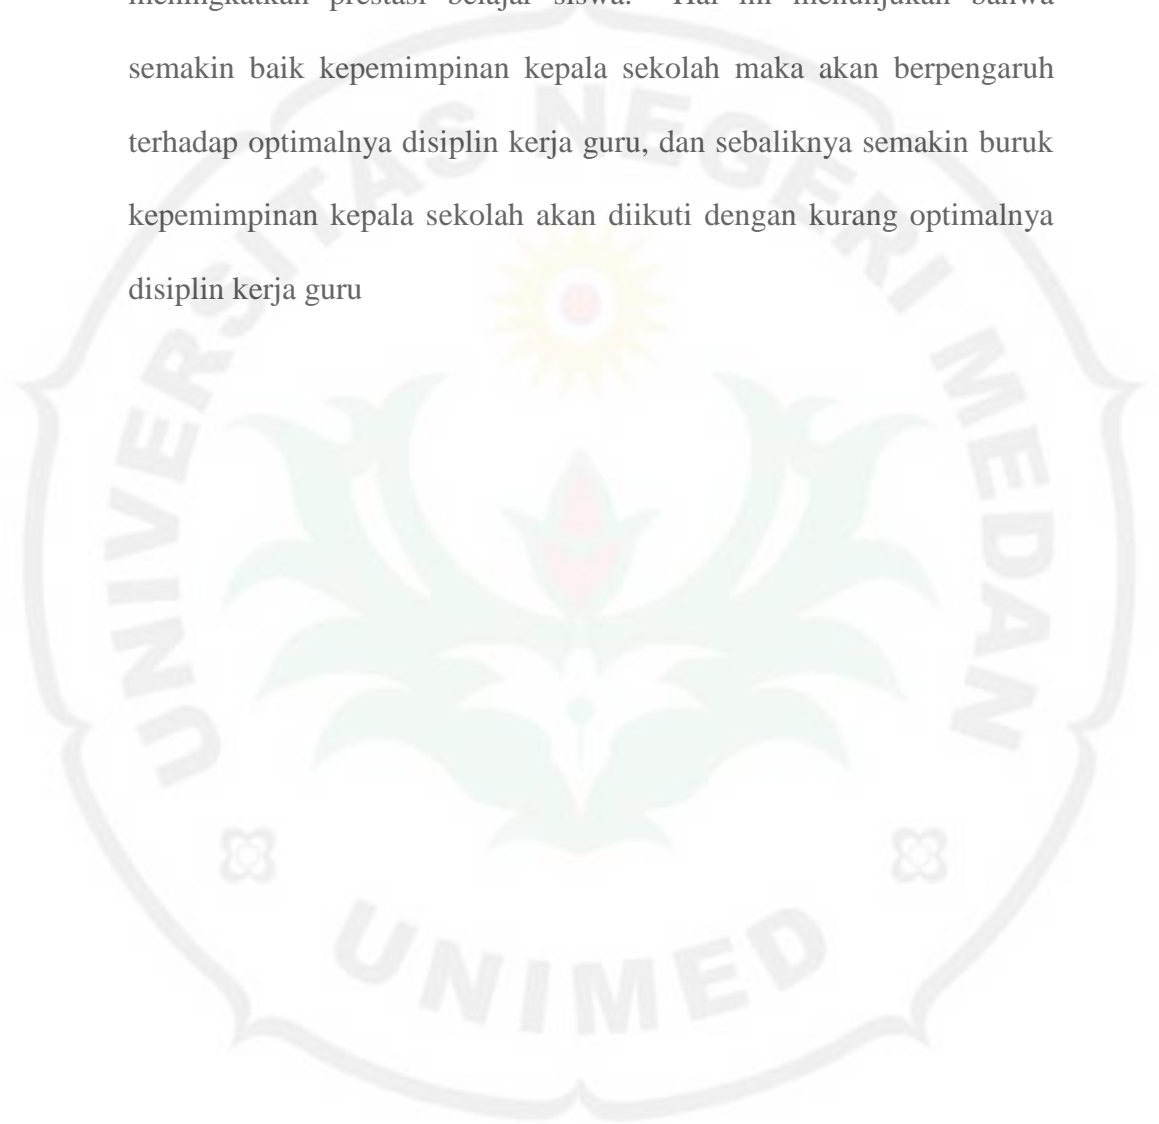 meningkatkan prestasi belajar siswa. Hal ini menunjukan bahwa
semakin baik kepemimpinan kepala sekolah maka akan berpengaruh
terhadap optimalnya disiplin kerja guru, dan sebaliknya semakin buruk
kepemimpinan kepala sekolah akan diikuti dengan kurang optimalnya
disiplin kerja guru
UNIVERSITAS NEGERI MEDAN
UNIMED